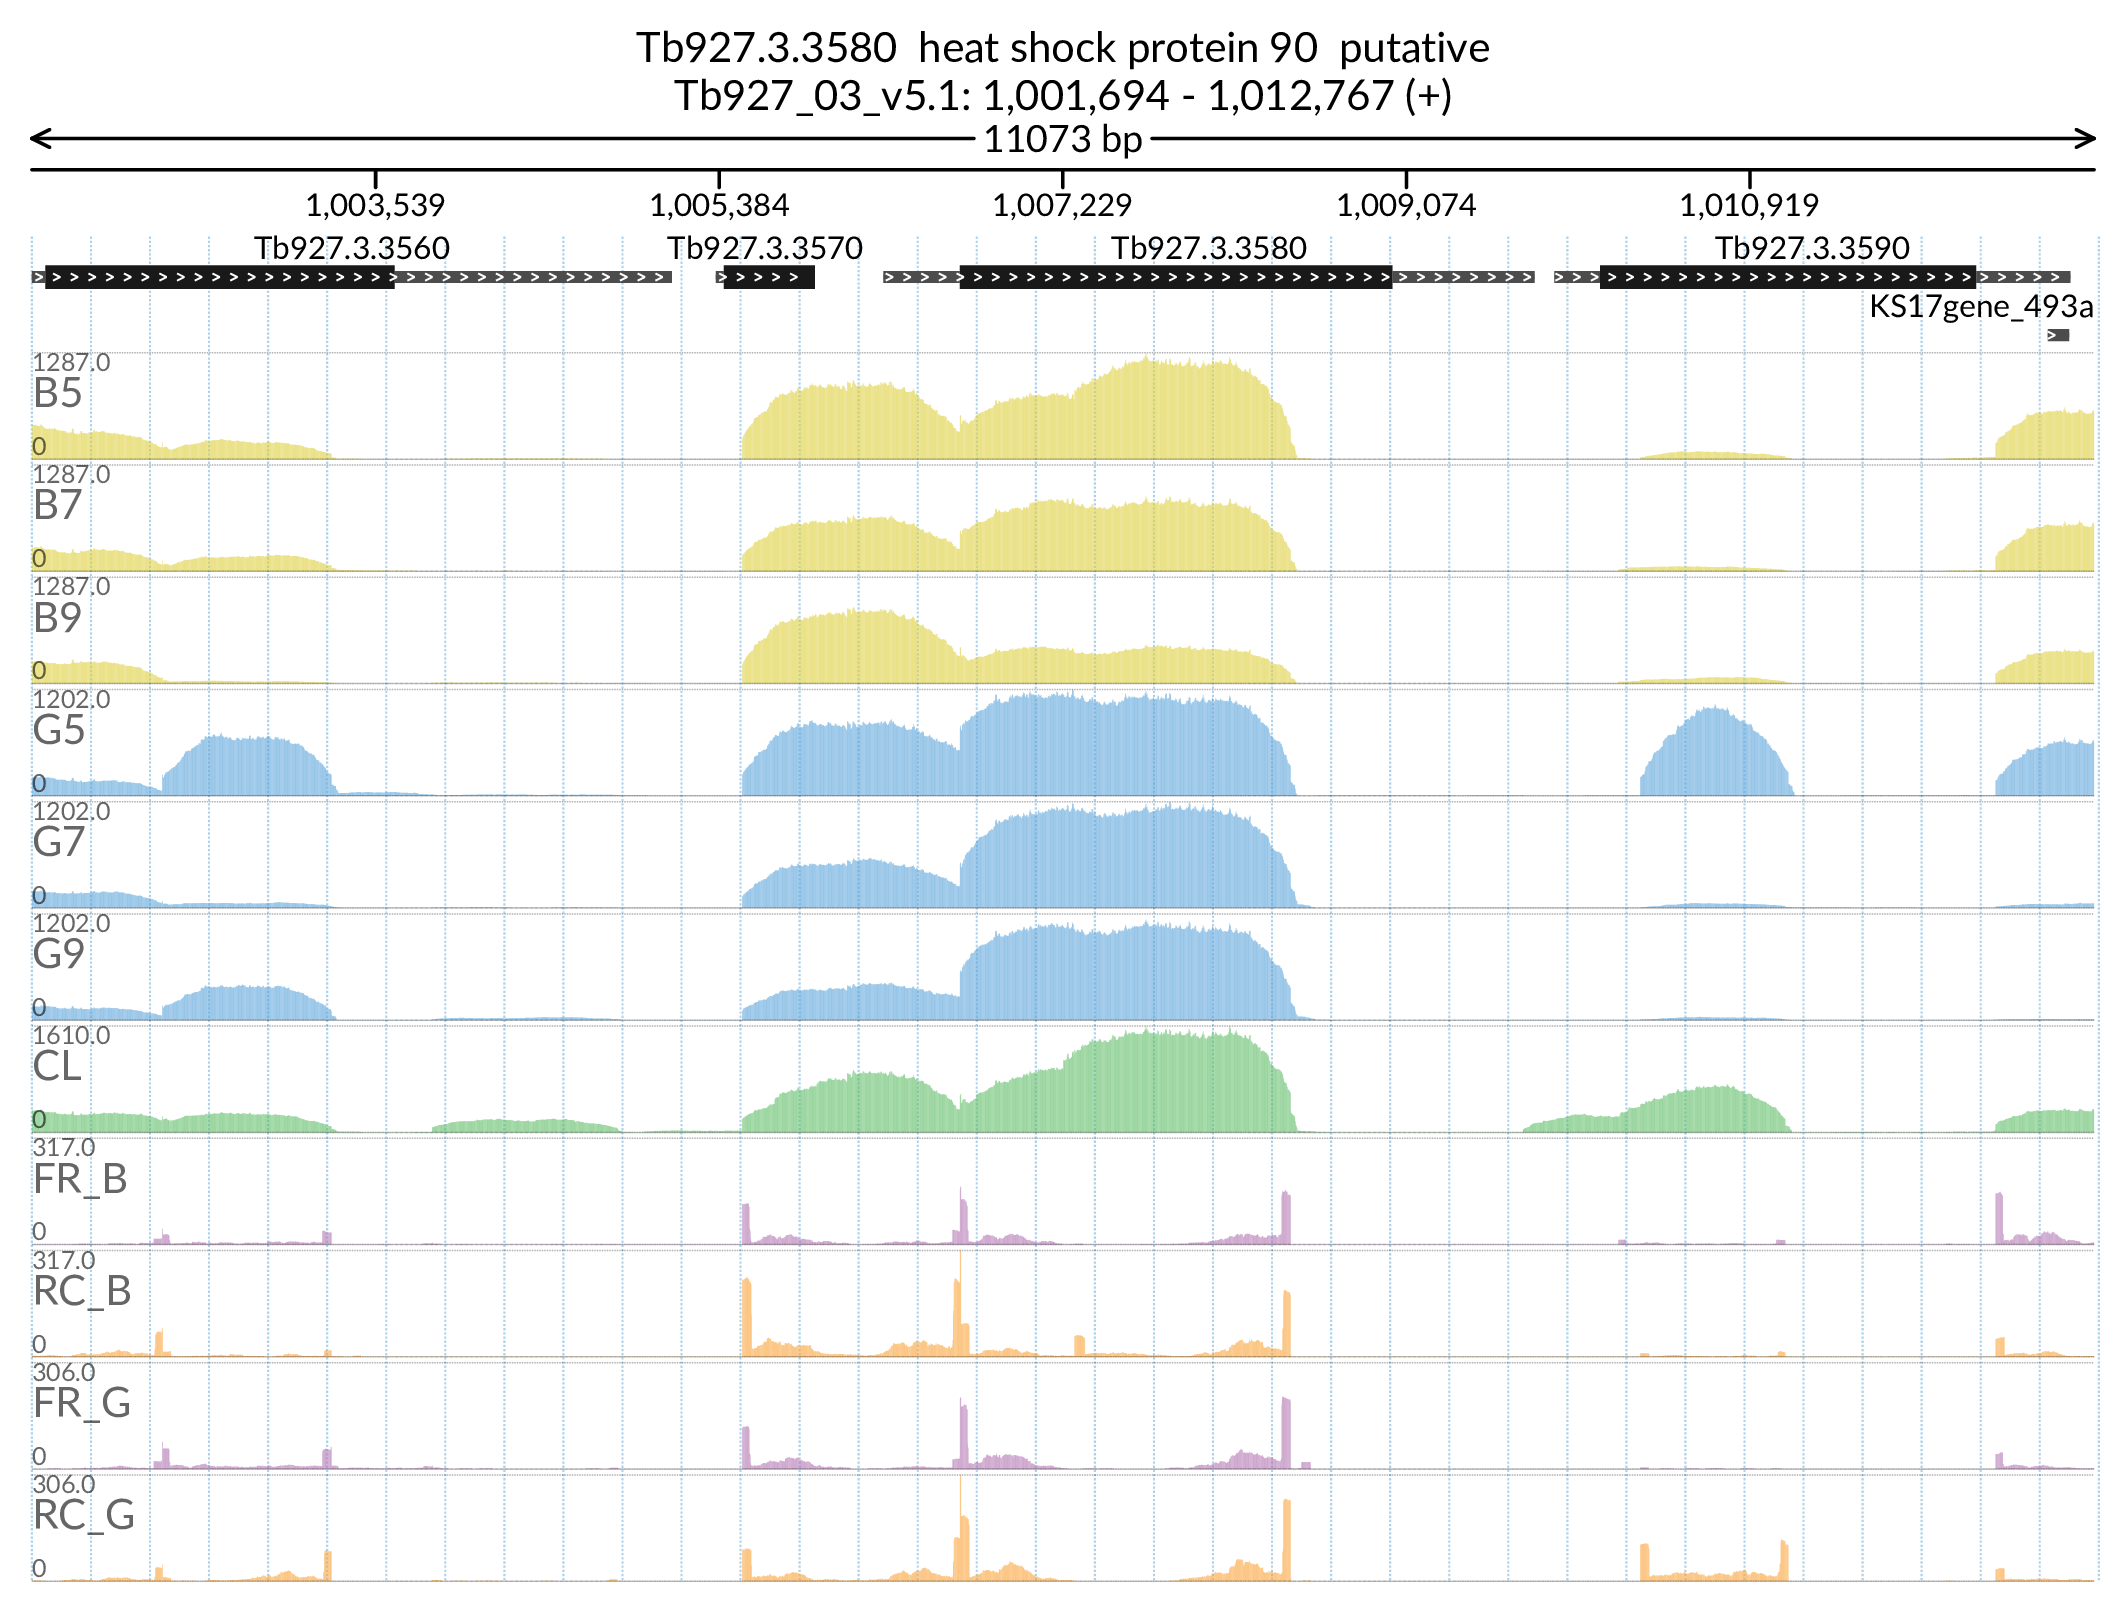 Tb927.3.3580 heat shock protein 90 putative
Tb927_03_v5.1: 1,001,694 - 1,012,767 (+)
11073 bp
1,003,539 1,005,384 1,007,229 1,009,074 1,010,919
Tb927.3.3560 Tb927.3.3570 Tb927.3.3580 Tb927.3.3590
KS17gene_493a
1287.0
B5
0
1287.0
B7
0
1287.0
B9
0
1202.0
G5
0
1202.0
G7
0
1202.0
G9
0
1610.0
CL
0
317.0
FR_B
0
317.0
RC_B
0
306.0
FR_G
0
306.0
RC_G
0